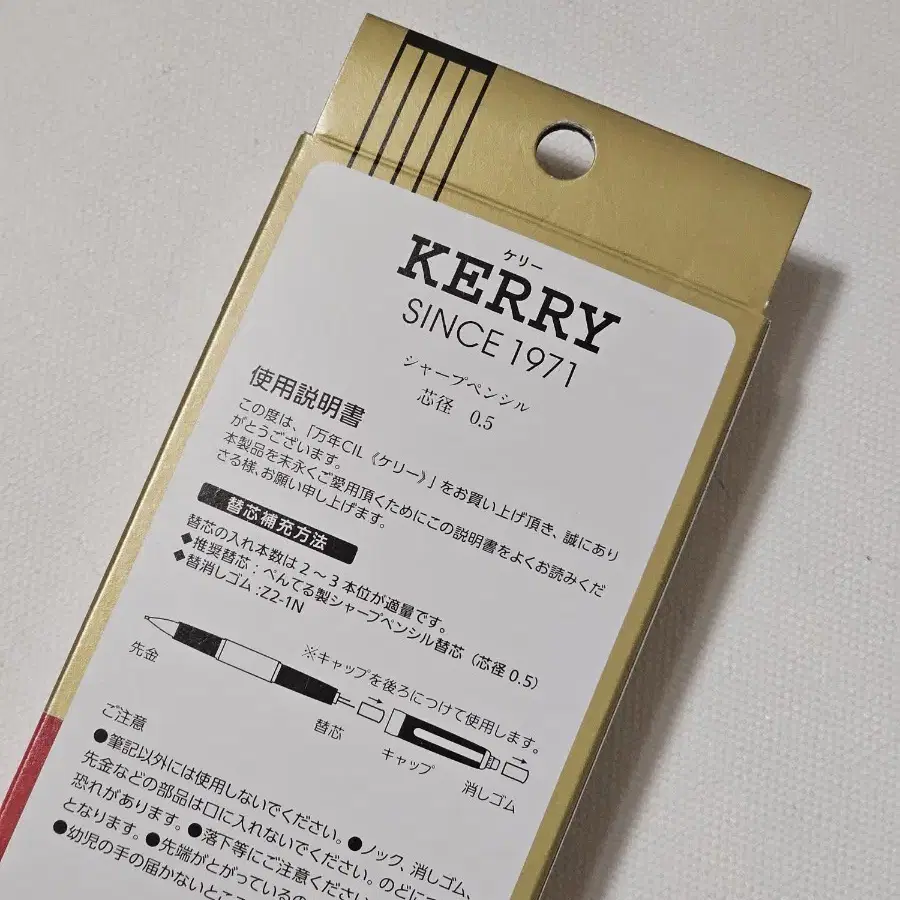 ケリー
KERRY
SINCE 1971
シャープペンシル
芯径 0.5
使用説明書
この度は、「万年CIL《ケリー》」をお買い上げ頂き、誠にあり
がとうございます。
本製品を末永くご愛用頂くためにこの説明書をよくお読みくだ
さる様、お願い申し上げます。
替芯補充方法
替芯の入れ本数は2～3本位が適量です。
◆推奨替芯：ぺんてる製シャープペンシル替芯（芯径0.5）
◆替消しゴム:Z2-1N
※キャップを後ろにつけて使用します。
先金
替芯
キャップ
消しゴム
ご注意
●筆記以外には使用しないでください。●ノック、消しゴム、
先金などの部品は口に入れないでください。のどに
恐れがあります。●落下等にご注意ください
となります。●先端がとがっているの
●幼児の手の届かないとこ